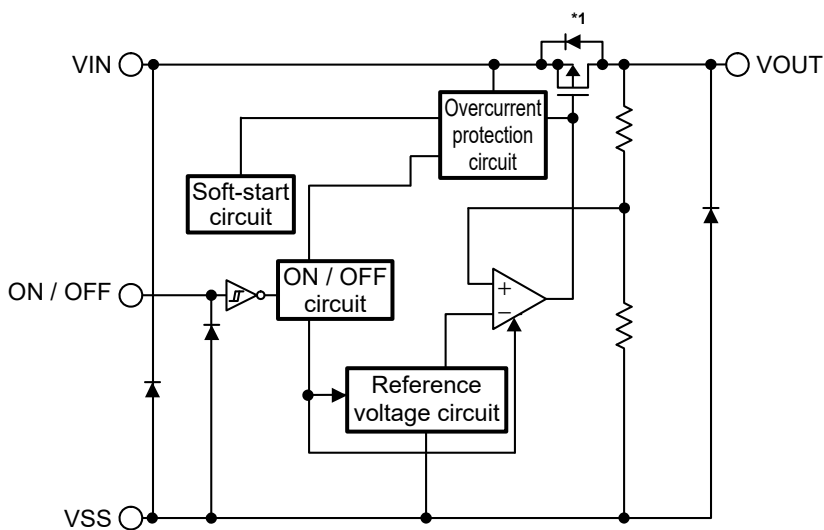 *1
VIN
VOUT
Overcurrent
protection
circuit
Soft-start
circuit
ON / OFF
ON / OFF
circuit
+
−
Reference
voltage circuit
VSS